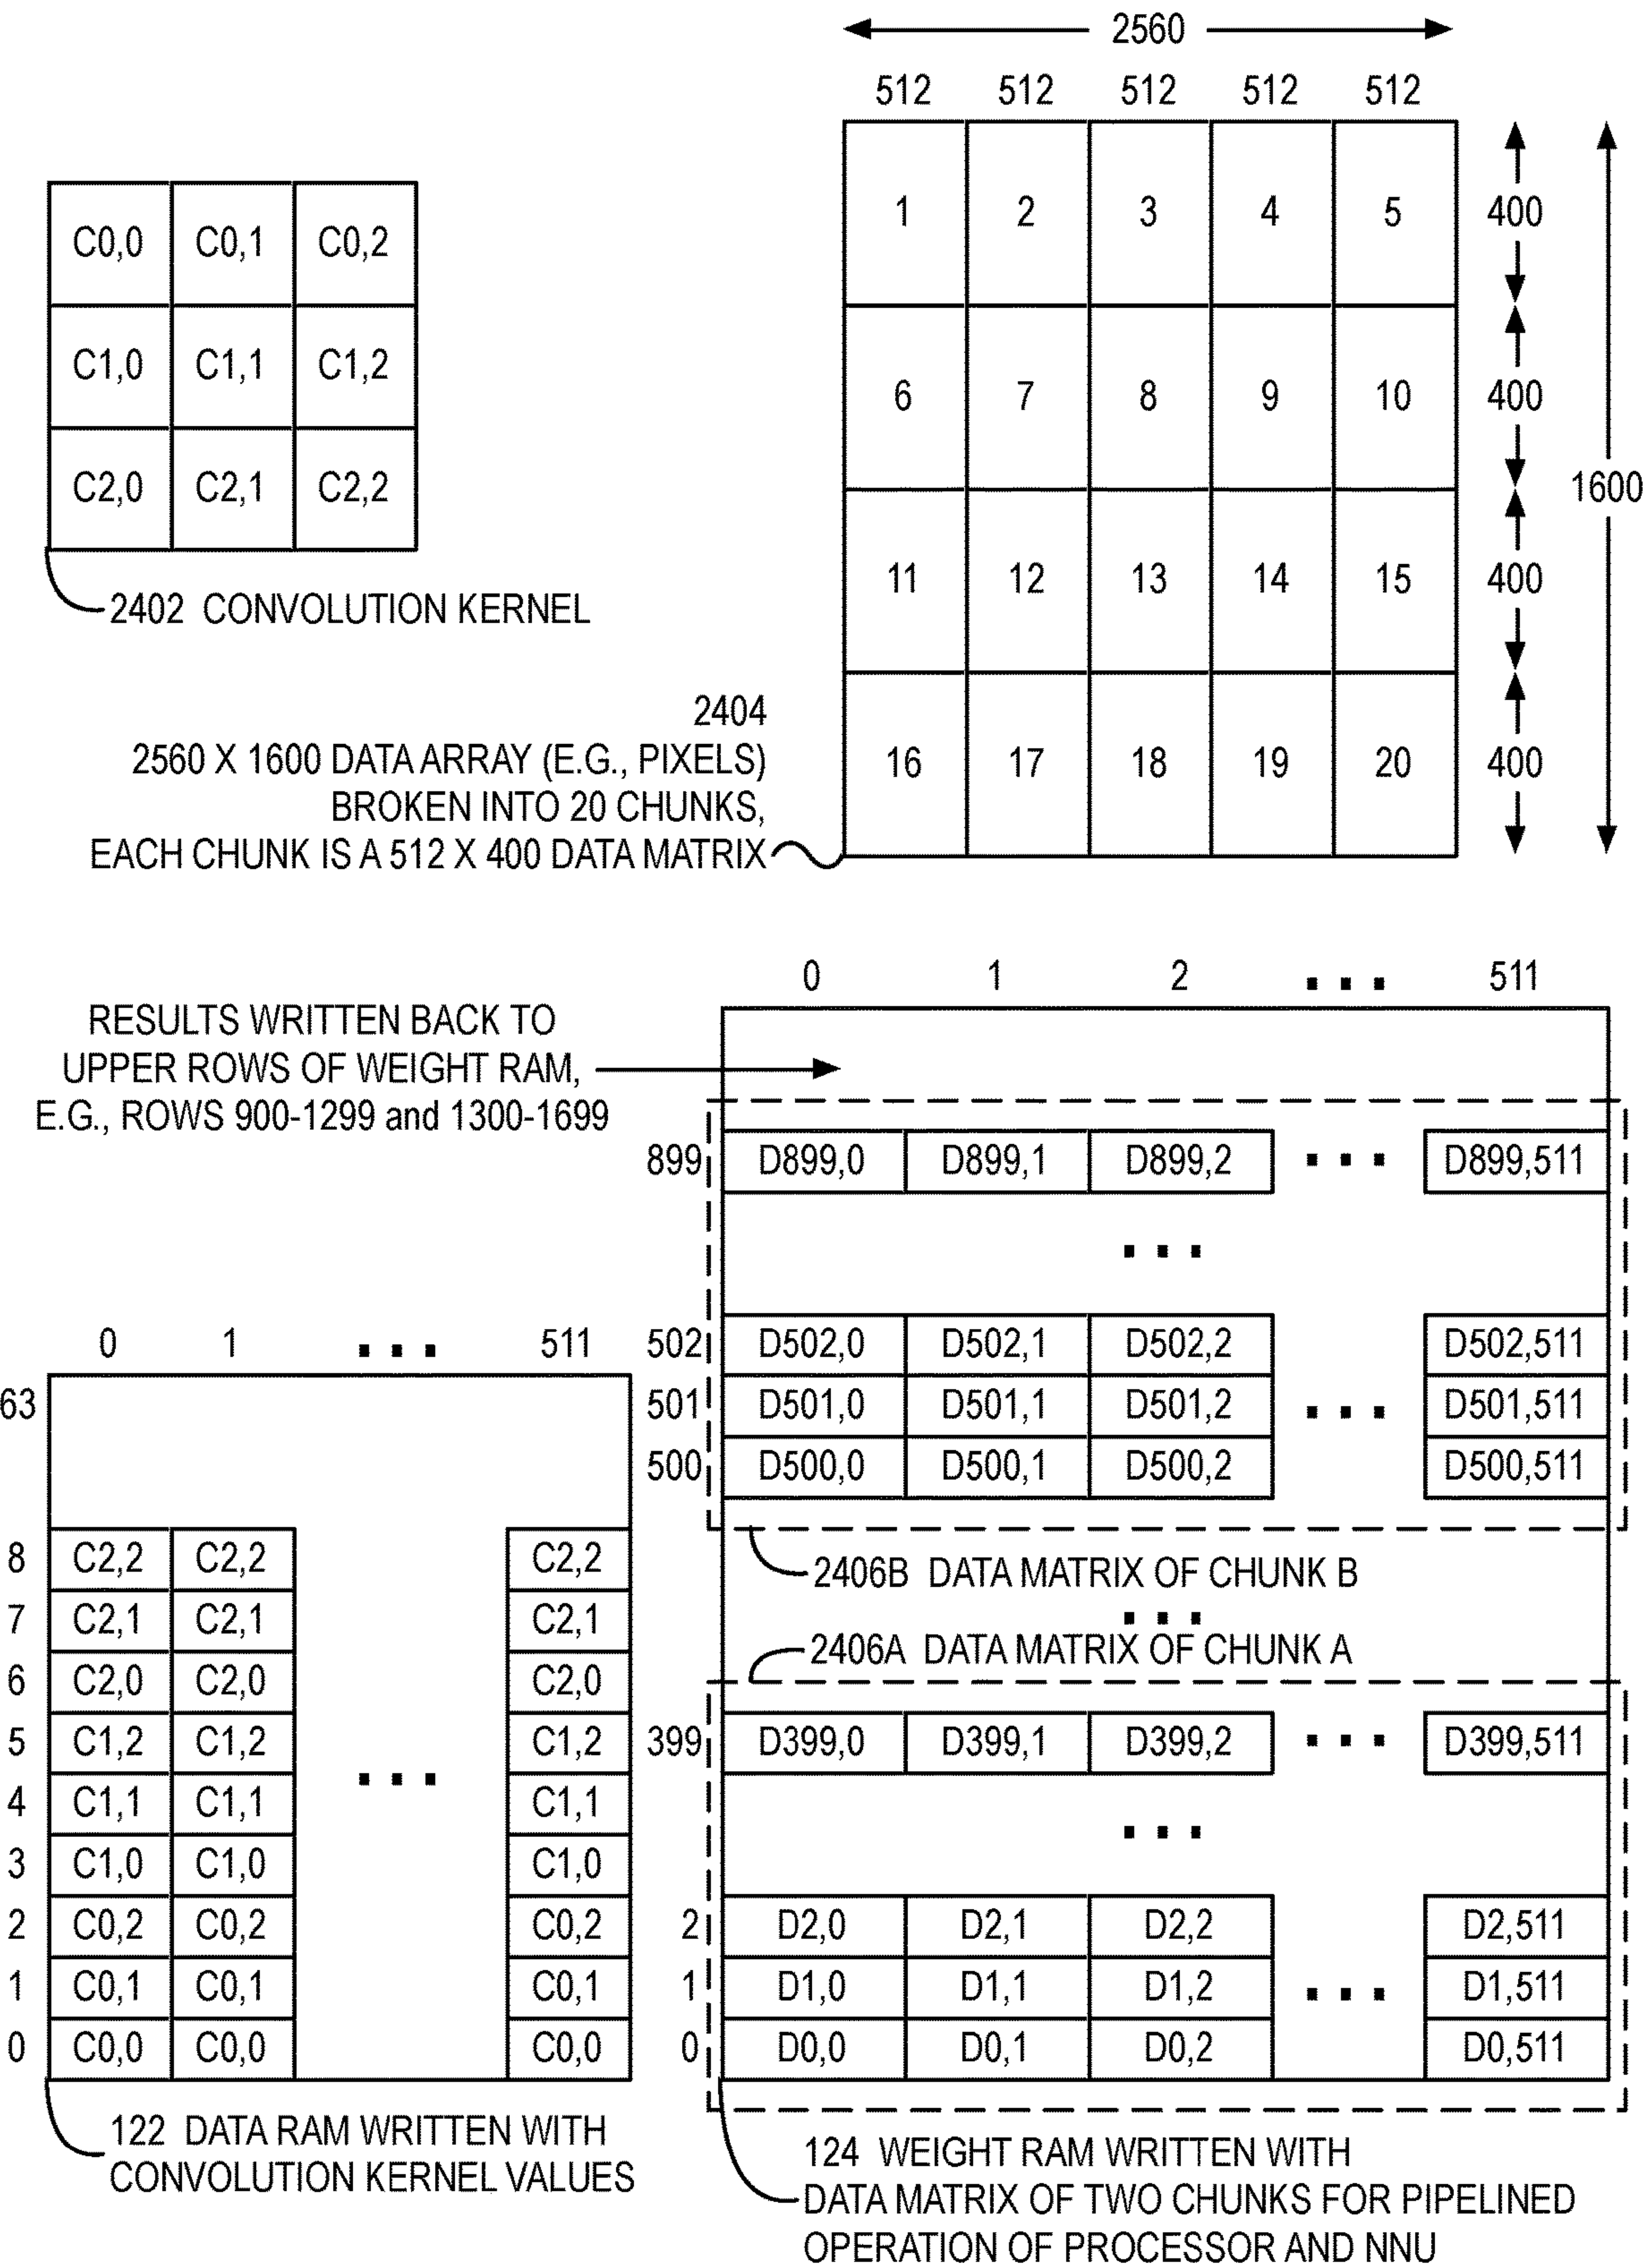 2560
512 512 512 512 512
1 2 3 4 5 400
6 7 8 9 10 400
11 12 13 14 15 400
16 17 18 19 20 400
1600
C0,0 C0,1 C0,2
C1,0 C1,1 C1,2
C2,0 C2,1 C2,2
2402 CONVOLUTION KERNEL
2404
2560 X 1600 DATA ARRAY (E.G., PIXELS)
BROKEN INTO 20 CHUNKS,
EACH CHUNK IS A 512 X 400 DATA MATRIX
RESULTS WRITTEN BACK TO
UPPER ROWS OF WEIGHT RAM,
E.G., ROWS 900-1299 and 1300-1699
0 1 2 ... 511
899 D899,0 D899,1 D899,2 ... D899,511
...
502 D502,0 D502,1 D502,2 D502,511
501 D501,0 D501,1 D501,2 ... D501,511
500 D500,0 D500,1 D500,2 D500,511
2406B DATA MATRIX OF CHUNK B
...
2406A DATA MATRIX OF CHUNK A
399 D399,0 D399,1 D399,2 ... D399,511
...
2 D2,0 D2,1 D2,2 D2,511
1 D1,0 D1,1 D1,2 ... D1,511
0 D0,0 D0,1 D0,2 D0,511
124 WEIGHT RAM WRITTEN WITH
DATA MATRIX OF TWO CHUNKS FOR PIPELINED
OPERATION OF PROCESSOR AND NNU
0 1 ... 511
63
8 C2,2 C2,2 C2,2
7 C2,1 C2,1 C2,1
6 C2,0 C2,0 C2,0
5 C1,2 C1,2 C1,2
...
4 C1,1 C1,1 C1,1
3 C1,0 C1,0 C1,0
2 C0,2 C0,2 C0,2
1 C0,1 C0,1 C0,1
0 C0,0 C0,0 C0,0
122 DATA RAM WRITTEN WITH
CONVOLUTION KERNEL VALUES